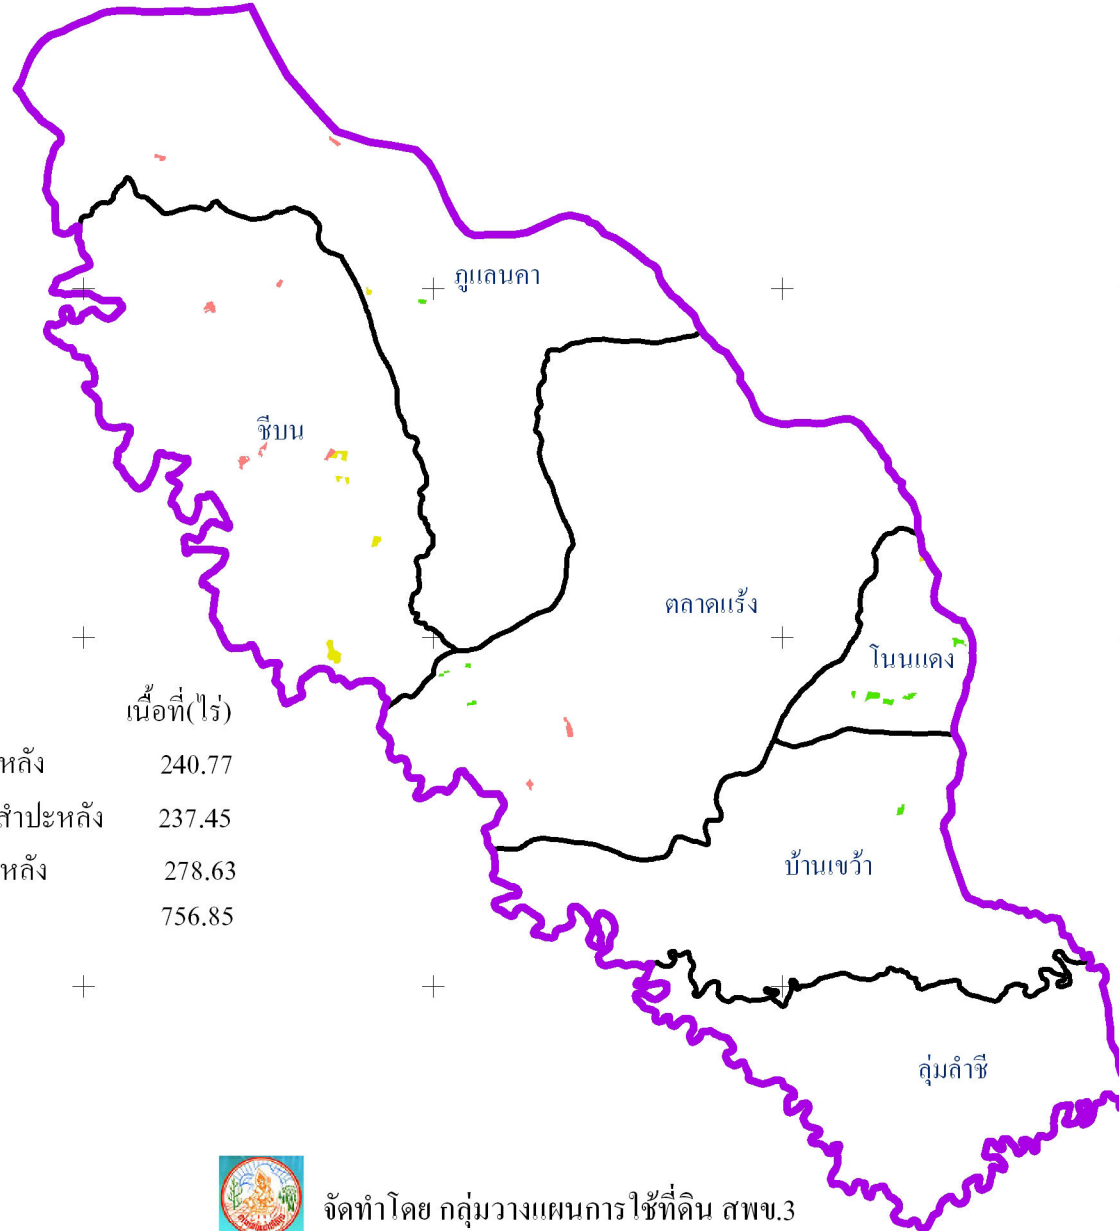 ภูแลนคา
ชีบน
ตลาดแร้ง
โนนแดง
เนื้อที่(ไร่)
หลัง 240.77
สำปะหลัง 237.45
หลัง 278.63
756.85
บ้านเขว้า
ลุ่มลำชี
จัดทำโดย กลุ่มวางแผนการใช้ที่ดิน สพข.3